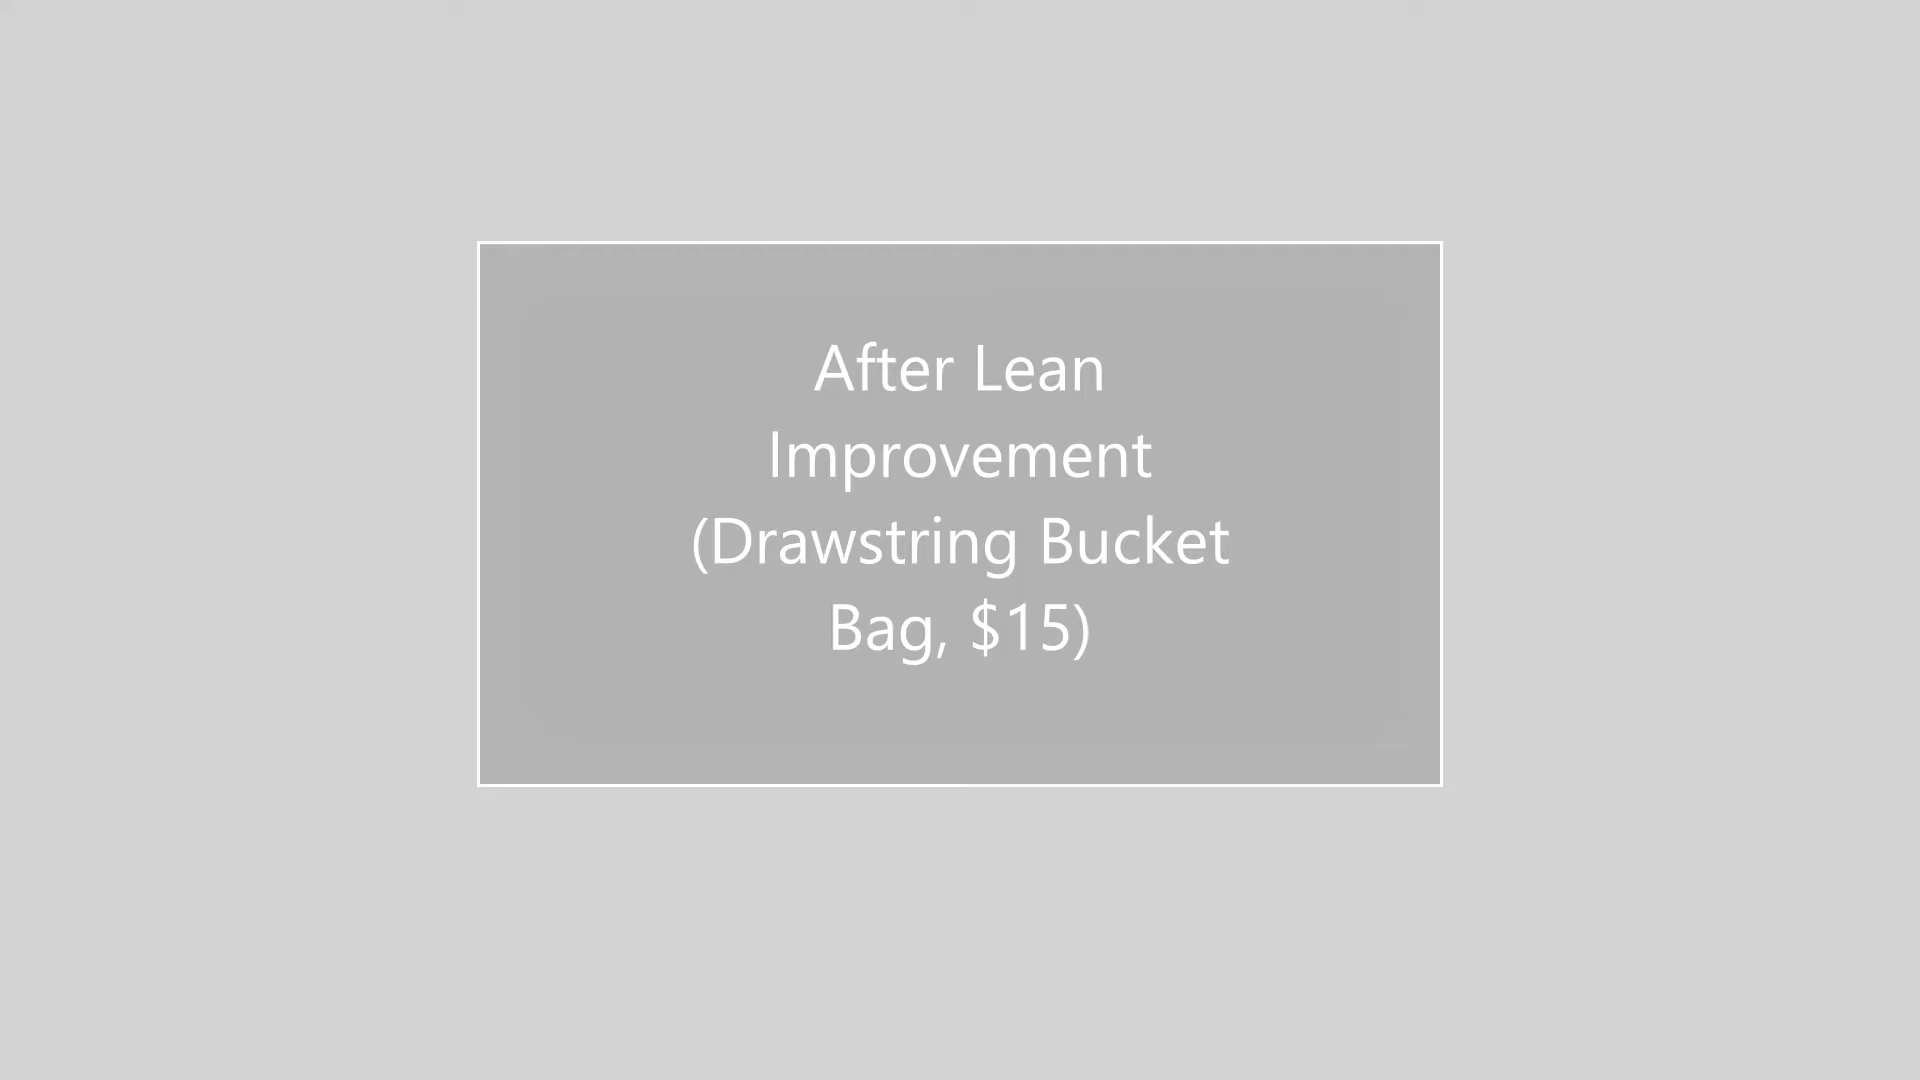 After Lean
Improvement
(Drawstring Bucket
Bag, $15)